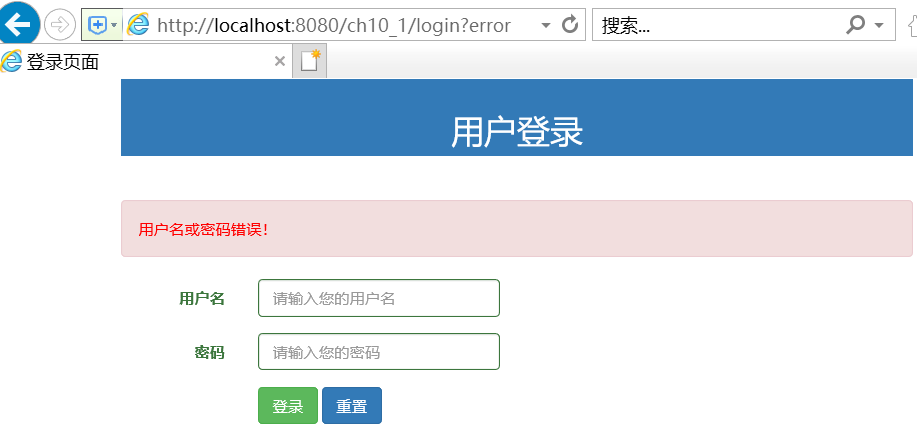 http://localhost:8080/ch10_1/login?error
搜索...
登录页面
用户登录
用户名或密码错误!
用户名
请输入您的用户名
密码
请输入您的密码
登录
重置